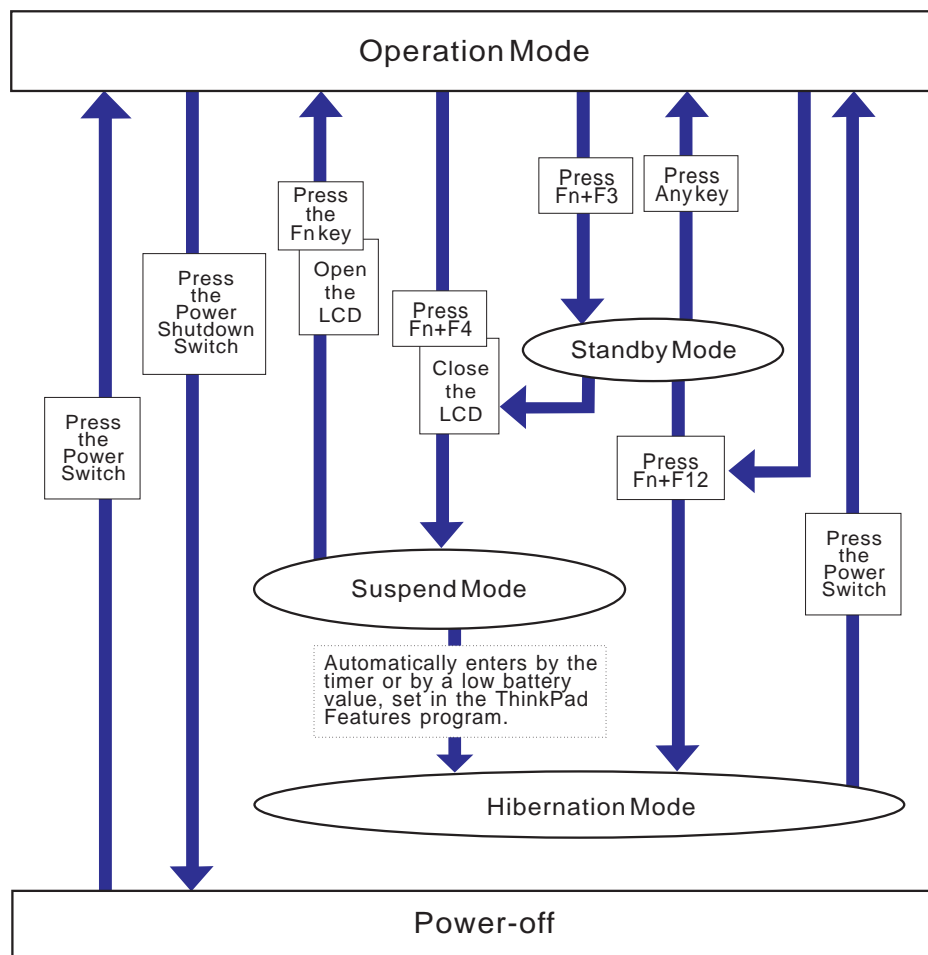 Operation Mode
Press
Fn+F3
Press
Any key
Press
the
Fn key
Open
the
LCD
Press
the
Power
Shutdown
Switch
Press
Fn+F4
Close
the
LCD
Standby Mode
Press
the
Power
Switch
Press
Fn+F12
Press
the
Power
Switch
Suspend Mode
Automatically enters by the
timer or by a low battery
value, set in the ThinkPad
Features program.
Hibernation Mode
Power-off